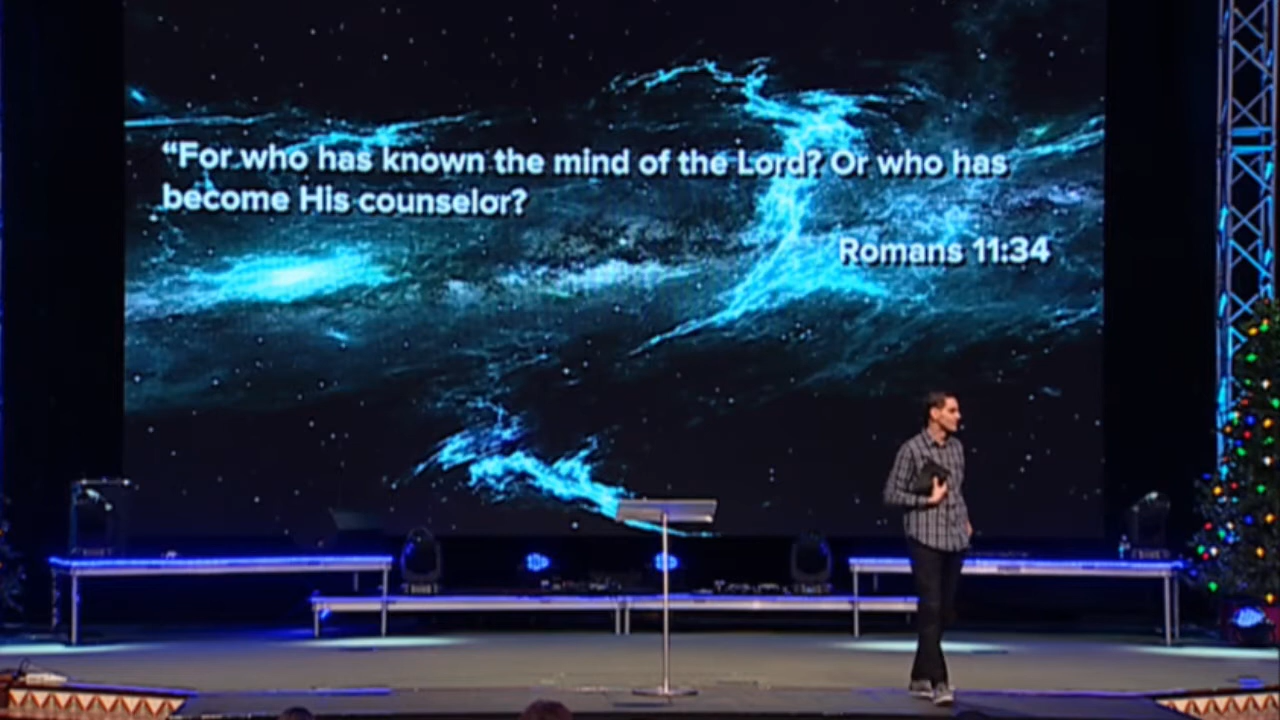 “For who has known the mind of the Lord? Or who has
become His counselor?
Romans 11:34